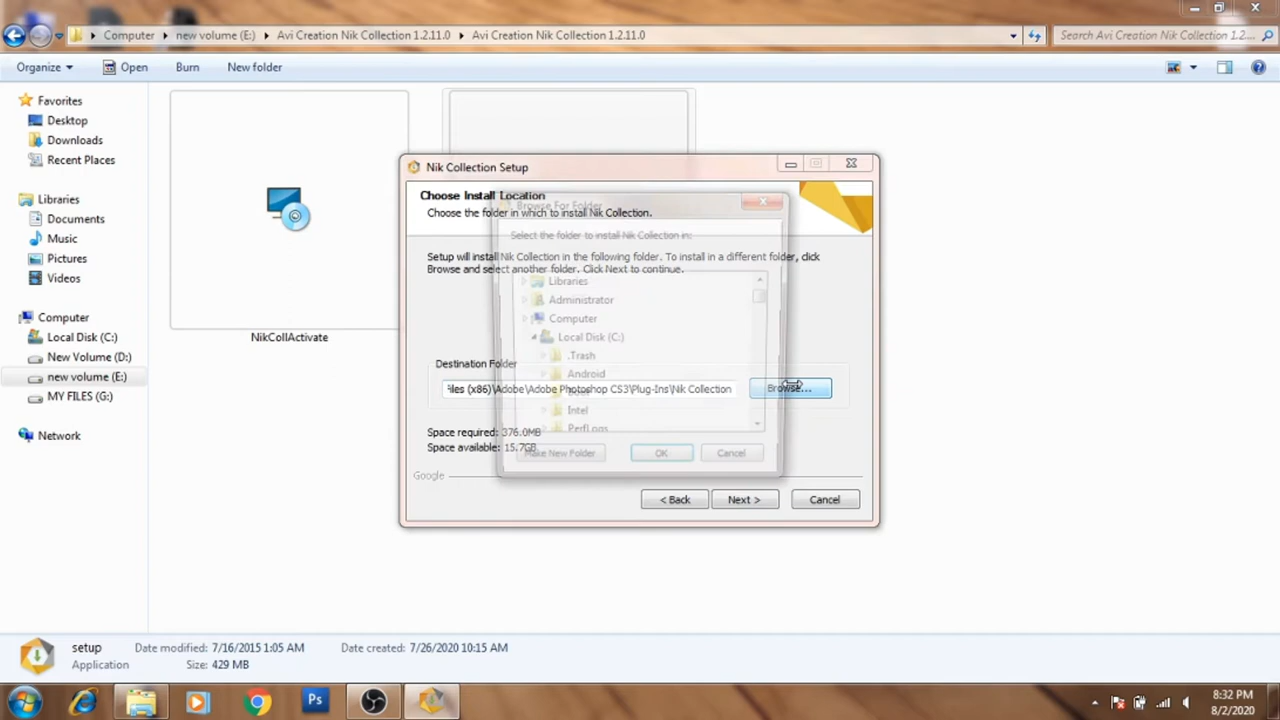 Computer new volume (E:) Avi Creation Nik Collection 1.2.11.0 Avi Creation Nik Collection 1.2.11.0 Search Avi Creation Nik Collection 1.2...
Organize Open Burn New folder
Favorites
Desktop
Downloads
Recent Places
Libraries
Documents
Music
Pictures
Videos
Computer
Local Disk (C:)
New Volume (D:)
new volume (E:)
MY FILES (G:)
Network
NikCollActivate
Nik Collection Setup
Choose Install Location
Choose the folder in which to install Nik Collection.
Setup will install Nik Collection in the following folder. To install in a different folder, click
Browse and select another folder. Click Next to continue.
Browse For Folder
Select the folder to install Nik Collection in:
Libraries
Administrator
Computer
Local Disk (C:)
.Trash
Android
Intel
PerfLogs
Make New Folder OK Cancel
Destination Folder
iles (x86)\Adobe\Adobe Photoshop CS3\Plug-Ins\Nik Collection Browse...
Space required: 376.0MB
Space available: 15.7GB
Google
< Back Next > Cancel
setup Date modified: 7/16/2015 1:05 AM Date created: 7/26/2020 10:15 AM
Application Size: 429 MB
Ps
8:32 PM
8/2/2020